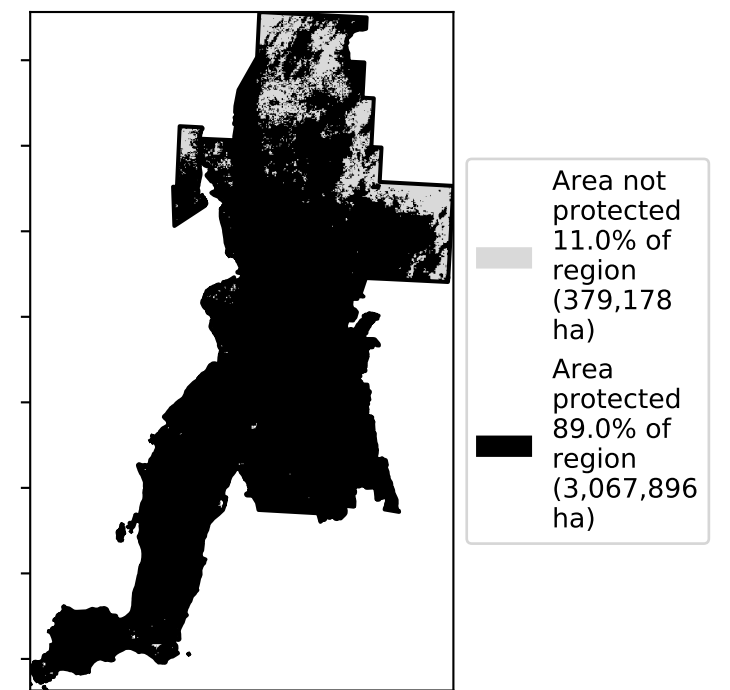 Area not
protected
11.0% of
region
(379,178
ha)
Area
protected
89.0% of
region
(3,067,896
ha)